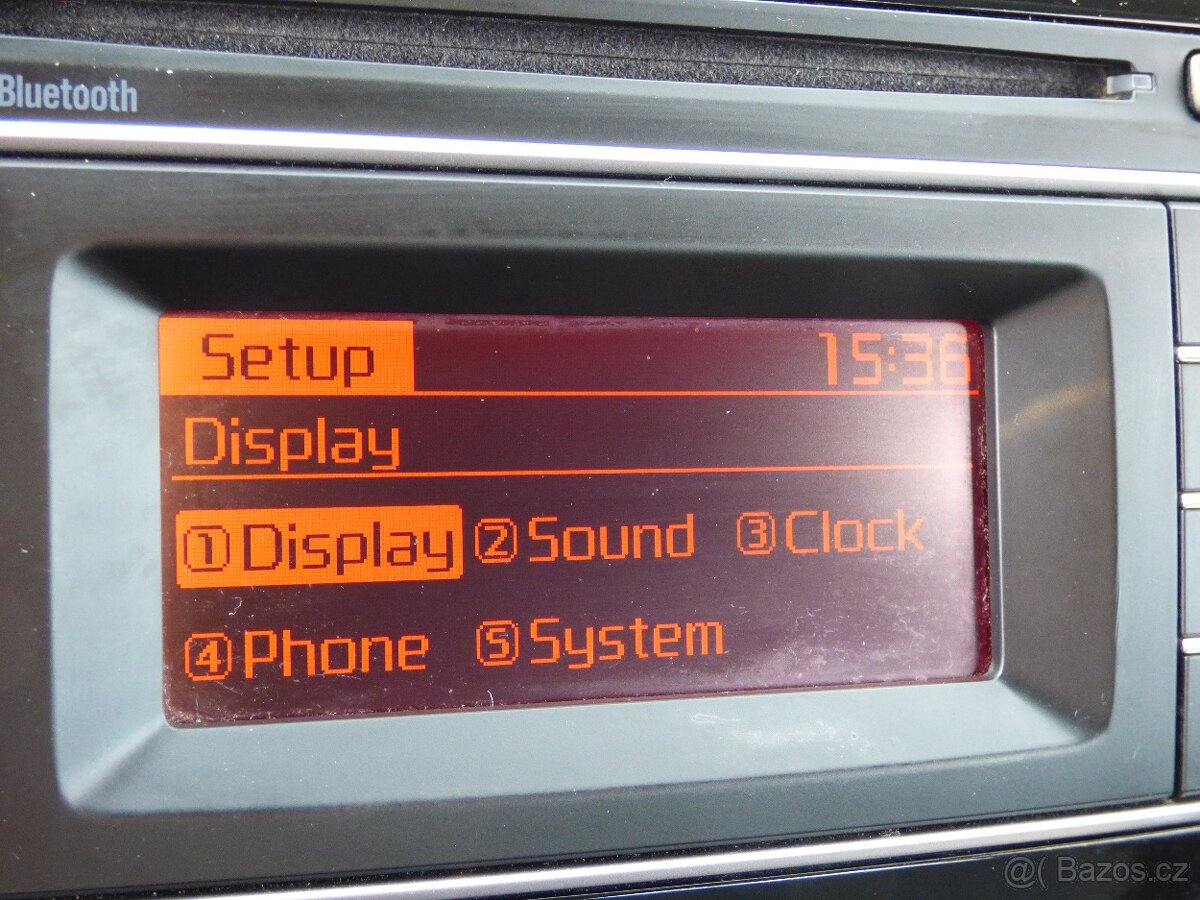 Bluetooth
Setup 15:36
Display
①Display ②Sound ③Clock
④Phone ⑤System
@( Bazos.cz